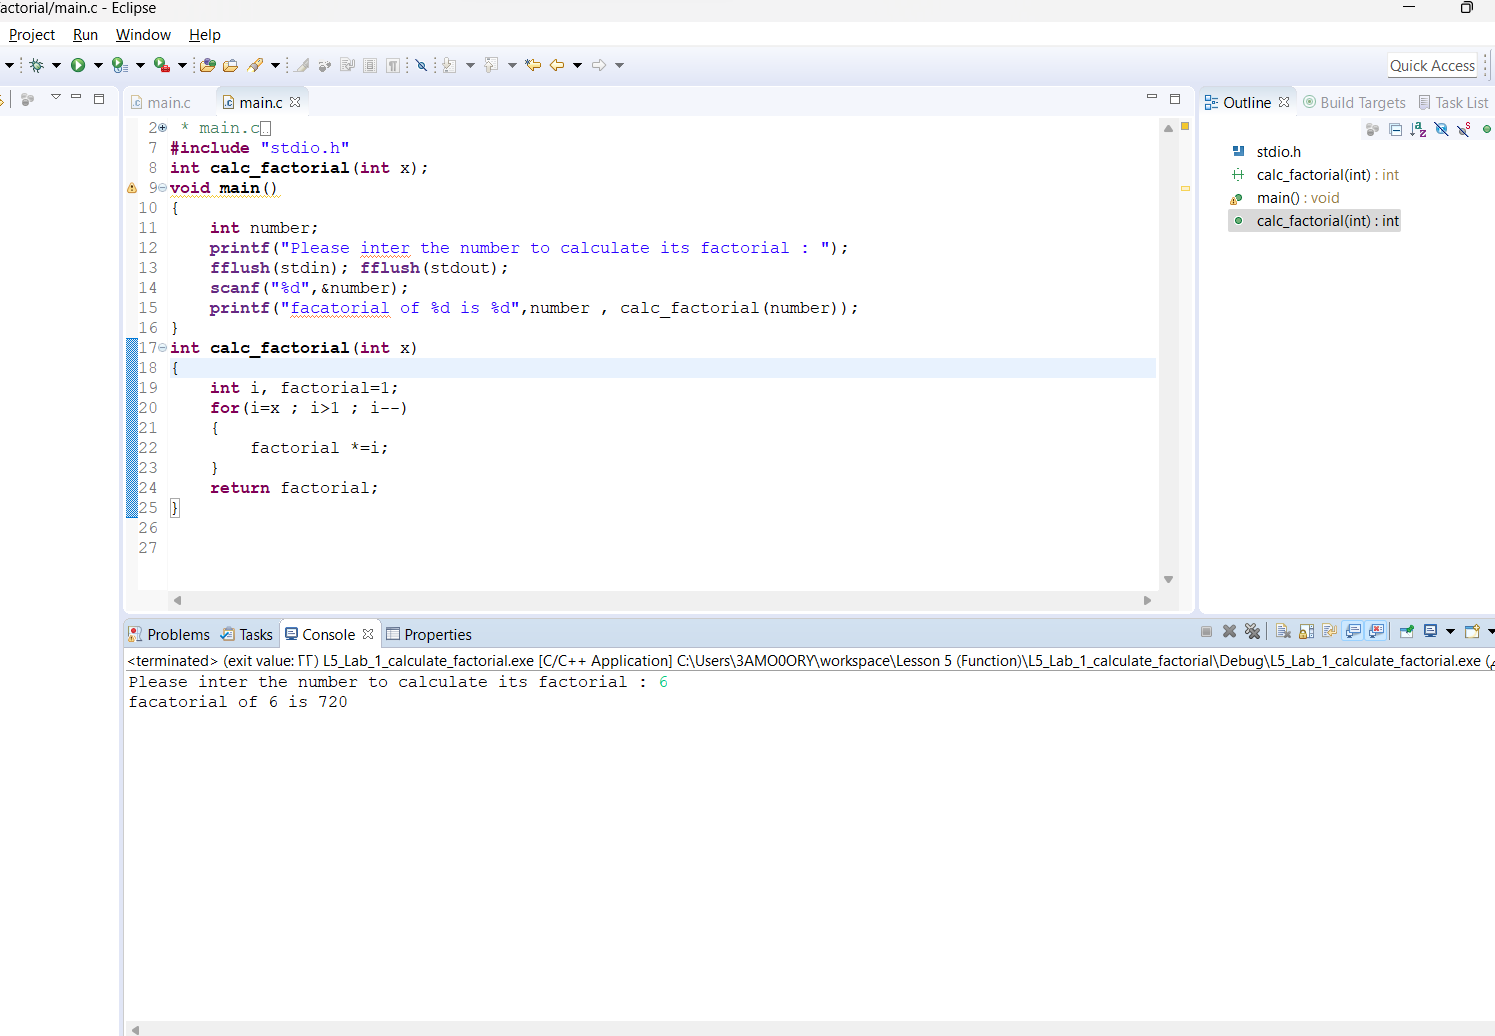 actorial/main.c - Eclipse
Project Run Window Help
Quick Access
main.c main.c
Outline Build Targets Task List
2 * main.c
7 #include "stdio.h"
8 int calc_factorial(int x);
9 void main()
10 {
11 int number;
12 printf("Please inter the number to calculate its factorial : ");
13 fflush(stdin); fflush(stdout);
14 scanf("%d",&number);
15 printf("facatorial of %d is %d",number , calc_factorial(number));
16 }
17 int calc_factorial(int x)
18 {
19 int i, factorial=1;
20 for(i=x ; i>1 ; i--)
21 {
22 factorial *=i;
23 }
24 return factorial;
25 }
26
27
stdio.h
calc_factorial(int) : int
main() : void
calc_factorial(int) : int
Problems Tasks Console Properties
<terminated> (exit value: ٢٢) L5_Lab_1_calculate_factorial.exe [C/C++ Application] C:\Users\3AMO0ORY\workspace\Lesson 5 (Function)\L5_Lab_1_calculate_factorial\Debug\L5_Lab_1_calculate_factorial.exe (
Please inter the number to calculate its factorial : 6
facatorial of 6 is 720